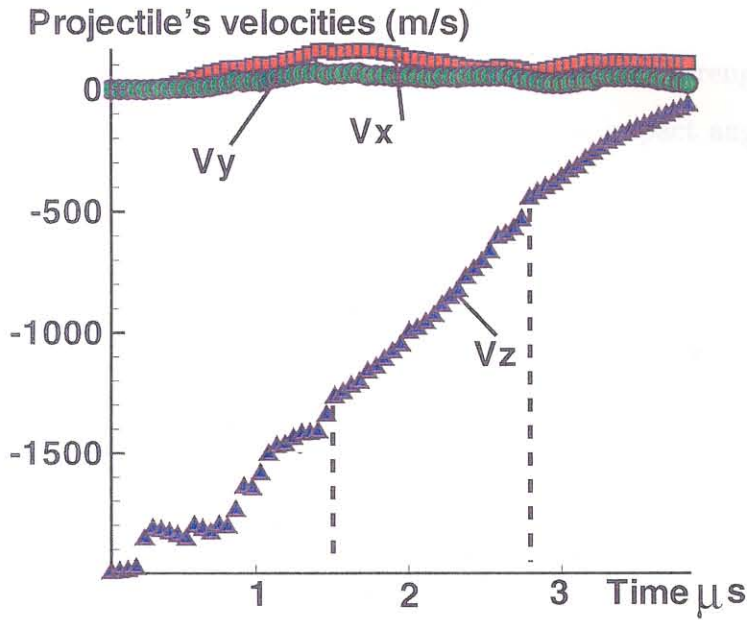 Projectile's velocities (m/s)
0
Vx
Vy
-500
-1000
Vz
-1500
1 2 3 Time μs